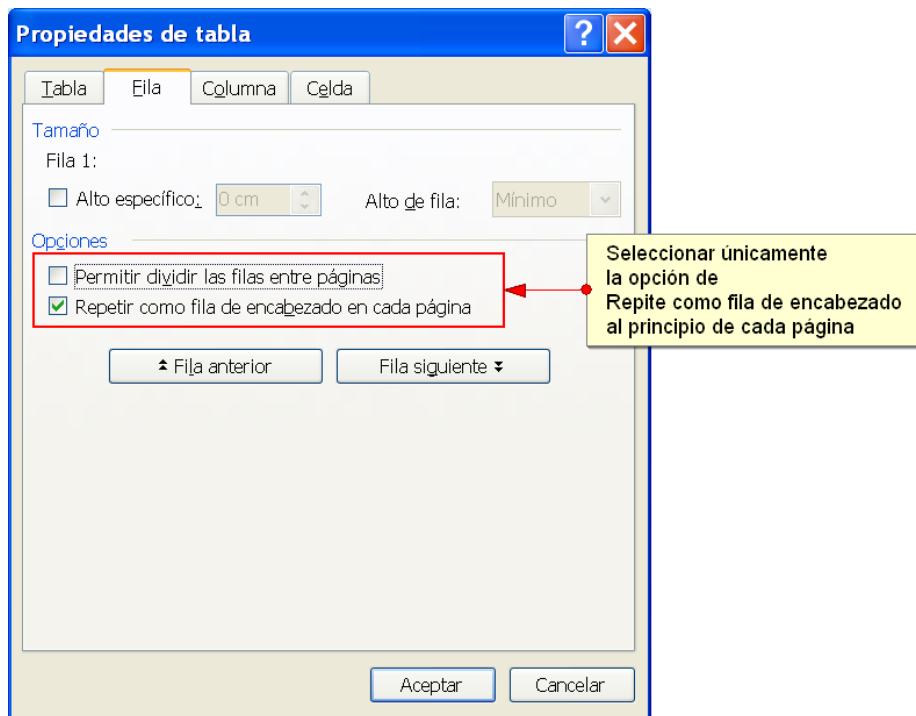 Propiedades de tabla
Tabla Fila Columna Celda
Tamaño
Fila 1:
Alto específico: 0 cm Alto de fila: Mínimo
Opciones
Permitir dividir las filas entre páginas
Repetir como fila de encabezado en cada página
Seleccionar únicamente
la opción de
Repite como fila de encabezado
al principio de cada página
Fila anterior Fila siguiente
Aceptar Cancelar